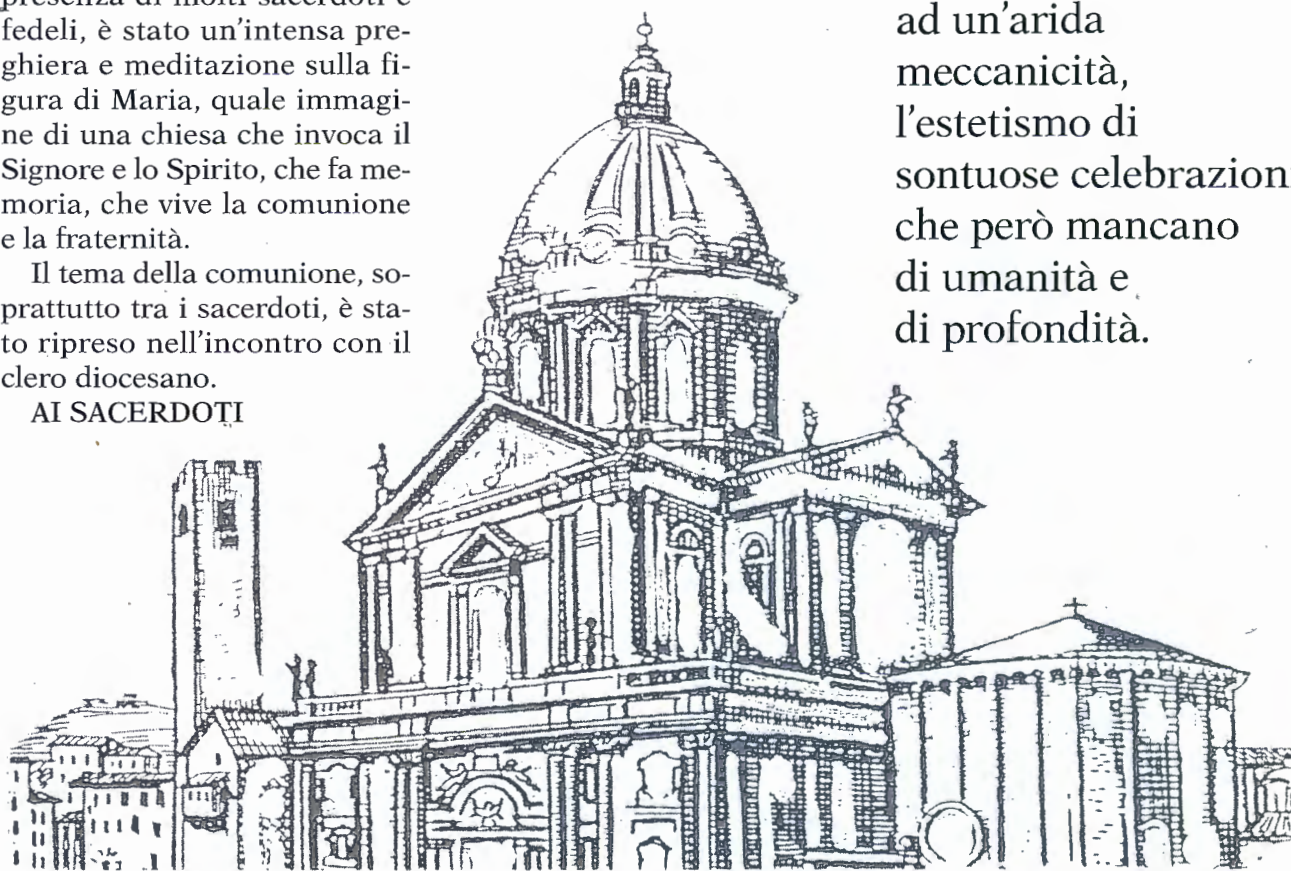 presenza di molti sacerdoti e
fedeli, è stato un'intensa pre-
ghiera e meditazione sulla fi-
gura di Maria, quale immagi-
ne di una chiesa che invoca il
Signore e lo Spirito, che fa me-
moria, che vive la comunione
e la fraternità.
Il tema della comunione, so-
prattutto tra i sacerdoti, è sta-
to ripreso nell'incontro con il
clero diocesano.
AI SACERDOTI
ad un'arida
meccanicità,
l'estetismo di
sontuose celebrazioni
che però mancano
di umanità e
di profondità.